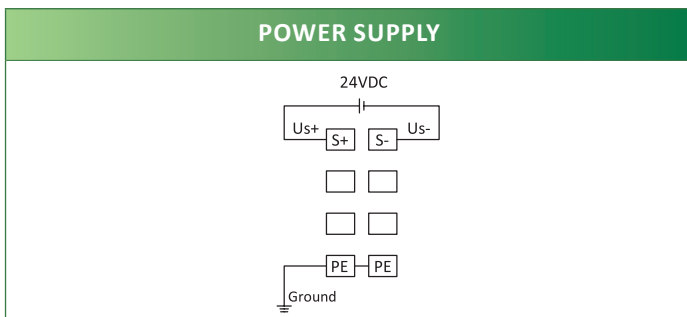 POWER SUPPLY
24VDC
Us+ Us-
S+ S-
PE PE
Ground